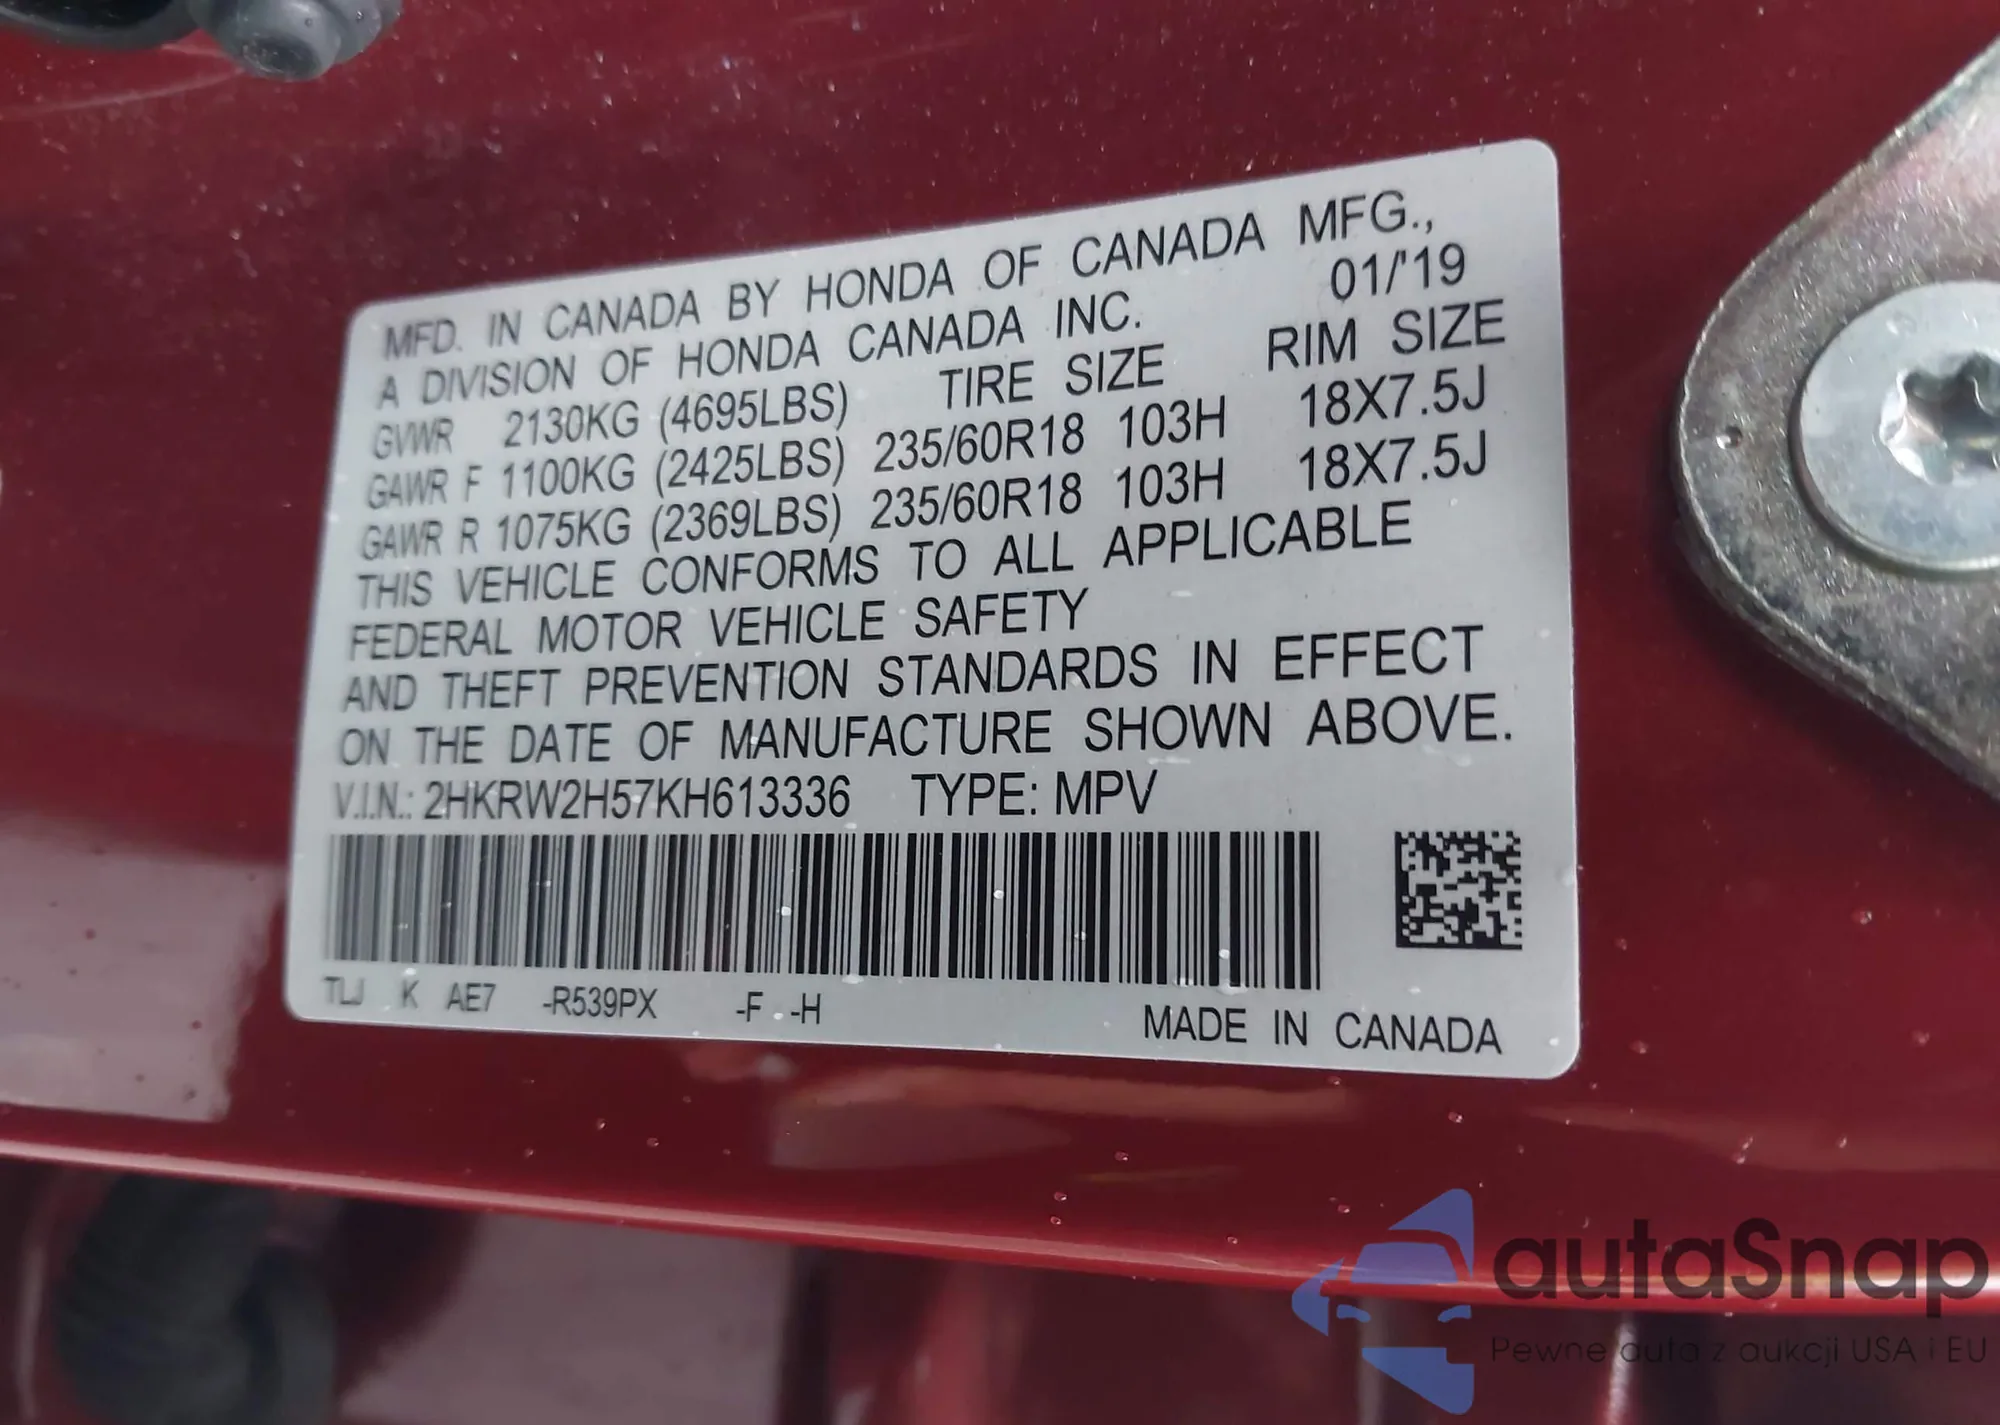 MFD. IN CANADA BY HONDA OF CANADA MFG.,
A DIVISION OF HONDA CANADA INC. 01/'19
GVWR 2130KG (4695LBS) TIRE SIZE RIM SIZE
GAWR F 1100KG (2425LBS) 235/60R18 103H 18X7.5J
GAWR R 1075KG (2369LBS) 235/60R18 103H 18X7.5J
THIS VEHICLE CONFORMS TO ALL APPLICABLE
FEDERAL MOTOR VEHICLE SAFETY
AND THEFT PREVENTION STANDARDS IN EFFECT
ON THE DATE OF MANUFACTURE SHOWN ABOVE.
V.I.N.: 2HKRW2H57KH613336 TYPE: MPV
TLJ K AE7 -R539PX -F -H MADE IN CANADA
autaSnap
Pewne auta z aukcji USA i EU